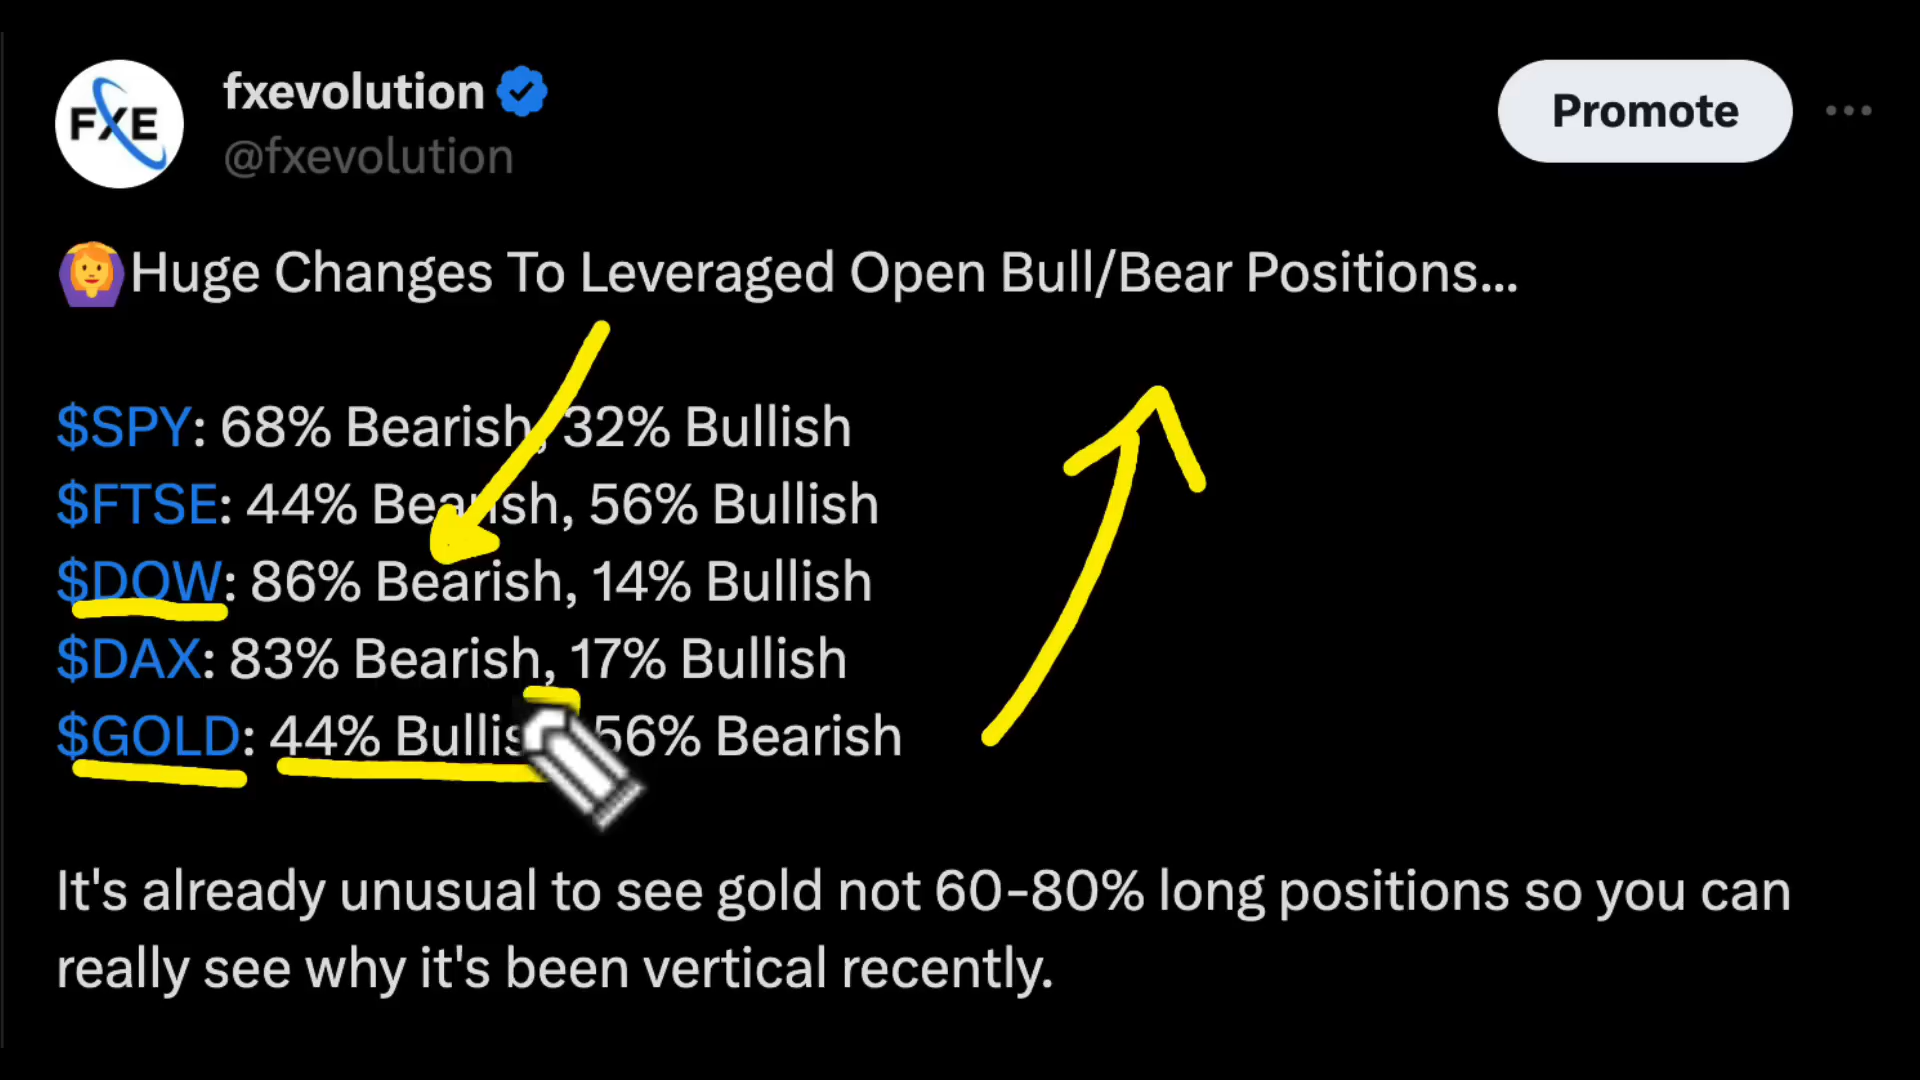 FXE
fxevolution
@fxevolution
Promote
Huge Changes To Leveraged Open Bull/Bear Positions...
$SPY: 68% Bearish, 32% Bullish
$FTSE: 44% Bearish, 56% Bullish
$DOW: 86% Bearish, 14% Bullish
$DAX: 83% Bearish, 17% Bullish
$GOLD: 44% Bullish, 56% Bearish
It's already unusual to see gold not 60-80% long positions so you can
really see why it's been vertical recently.